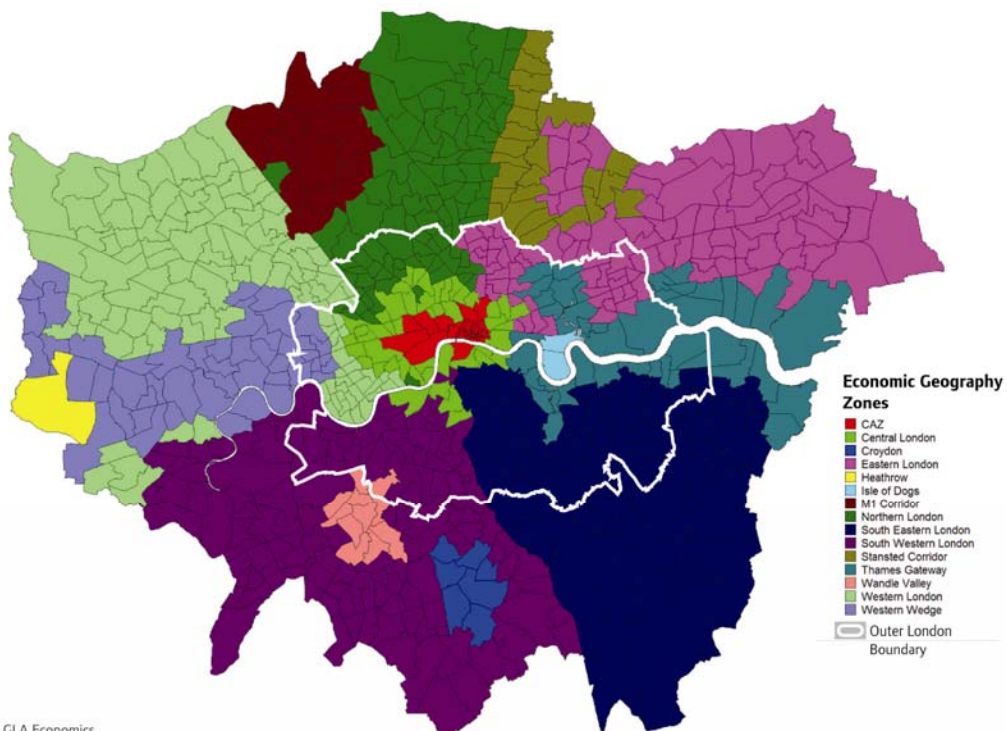 Economic Geography
Zones
CAZ
Central London
Croydon
Eastern London
Heathrow
Isle of Dogs
M1 Corridor
Northern London
South Eastern London
South Western London
Stansted Corridor
Thames Gateway
Wandle Valley
Western London
Western Wedge
Outer London
Boundary
GLA Economics